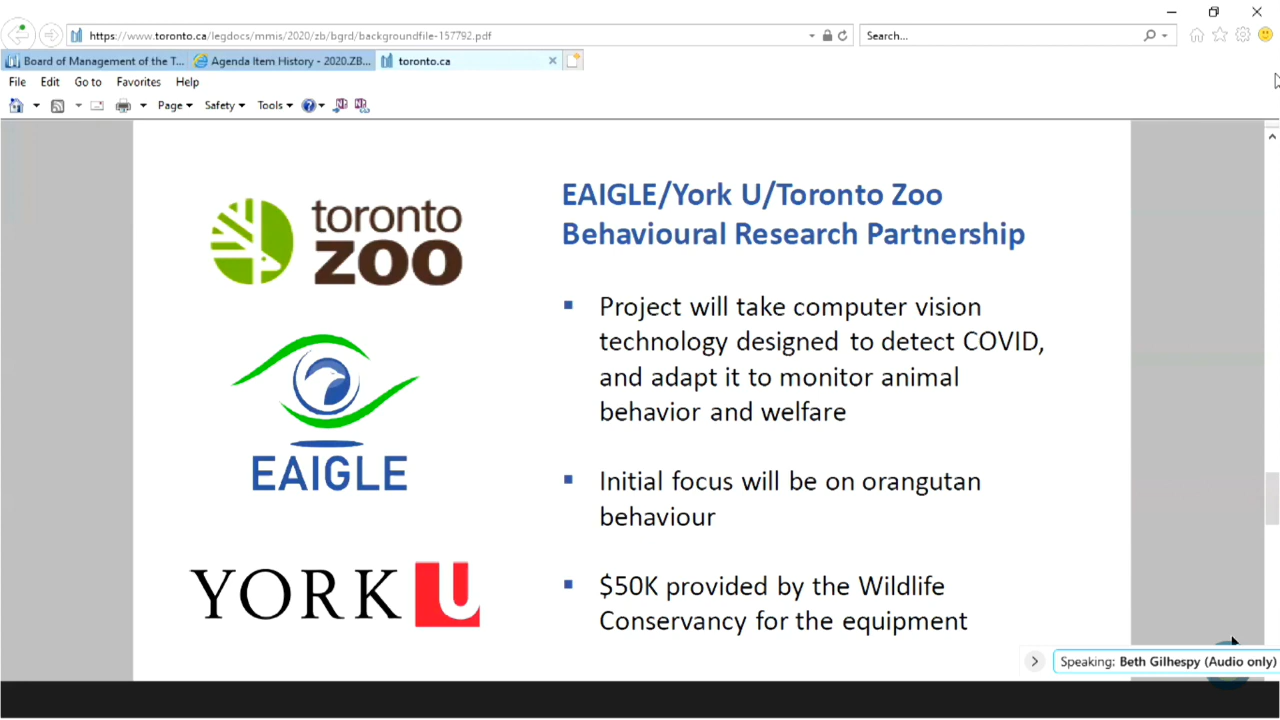 https://www.toronto.ca/legdocs/mmis/2020/zb/bgrd/backgroundfile-157792.pdf
Search...
Board of Management of the T...
Agenda Item History - 2020.ZB...
toronto.ca
File Edit Go to Favorites Help
Page Safety Tools
toronto
zoo
EAIGLE
YORK U
EAIGLE/York U/Toronto Zoo
Behavioural Research Partnership
Project will take computer vision
technology designed to detect COVID,
and adapt it to monitor animal
behavior and welfare
Initial focus will be on orangutan
behaviour
$50K provided by the Wildlife
Conservancy for the equipment
Speaking: Beth Gilhespy (Audio only)